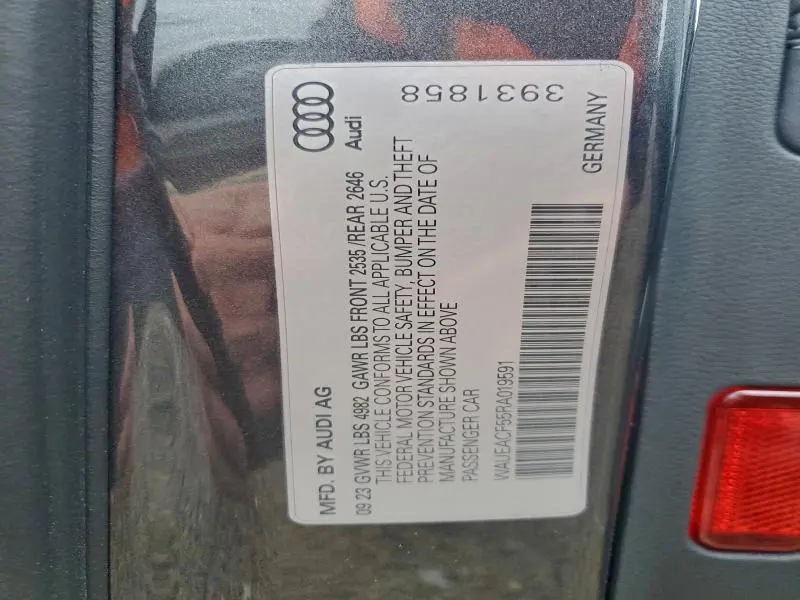 MFD. BY AUDI AG
Audi
09 23 GVWR LBS 4982 GAWR LBS FRONT 2535 /REAR 2646
THIS VEHICLE CONFORMS TO ALL APPLICABLE U.S.
FEDERAL MOTOR VEHICLE SAFETY, BUMPER AND THEFT
PREVENTION STANDARDS IN EFFECT ON THE DATE OF
MANUFACTURE SHOWN ABOVE
PASSENGER CAR
WAUEACF55RA019591
GERMANY
3931858